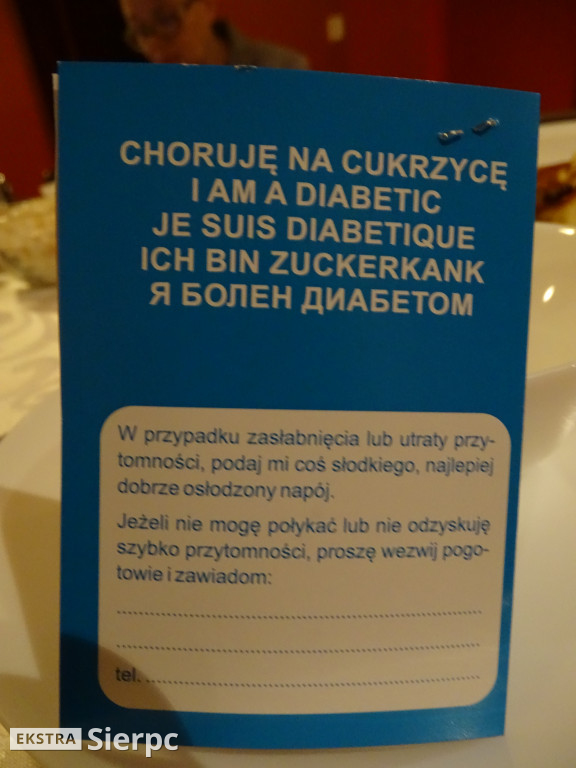 CHORUJĘ NA CUKRZYCĘ
I AM A DIABETIC
JE SUIS DIABETIQUE
ICH BIN ZUCKERKANK
Я БОЛЕН ДИАБЕТОМ
W przypadku zasłabnięcia lub utraty przy-
tomności, podaj mi coś słodkiego, najlepiej
dobrze osłodzony napój.
Jeżeli nie mogę połykać lub nie odzyskuję
szybko przytomności, proszę wezwij pogo-
towie i zawiadom:
tel.
EKSTRA Sierpc